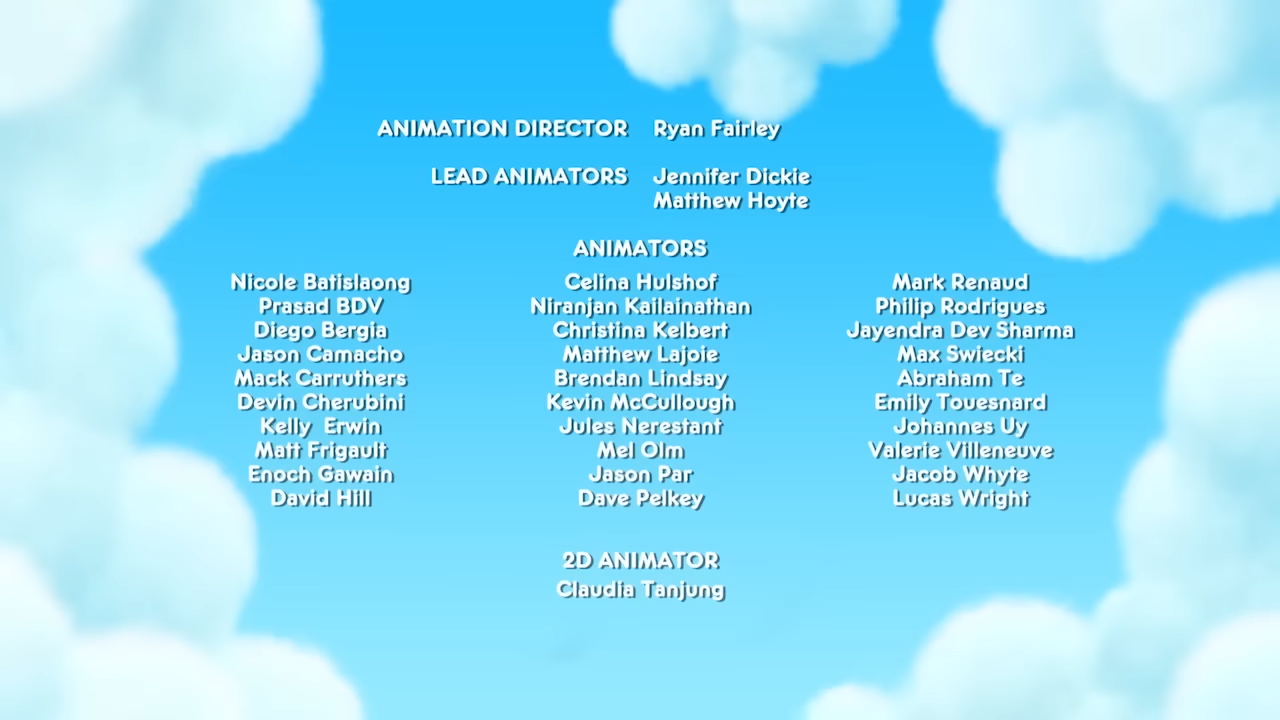 ANIMATION DIRECTOR Ryan Fairley
LEAD ANIMATORS Jennifer Dickie
Matthew Hoyte
ANIMATORS
Nicole Batislaong
Prasad BDV
Diego Bergia
Jason Camacho
Mack Carruthers
Devin Cherubini
Kelly Erwin
Matt Frigault
Enoch Gawain
David Hill
Celina Hulshof
Niranjan Kailainathan
Christina Kelbert
Matthew Lajoie
Brendan Lindsay
Kevin McCullough
Jules Nerestant
Mel Olm
Jason Par
Dave Pelkey
Mark Renaud
Philip Rodrigues
Jayendra Dev Sharma
Max Swiecki
Abraham Te
Emily Touesnard
Johannes Uy
Valerie Villeneuve
Jacob Whyte
Lucas Wright
2D ANIMATOR
Claudia Tanjung